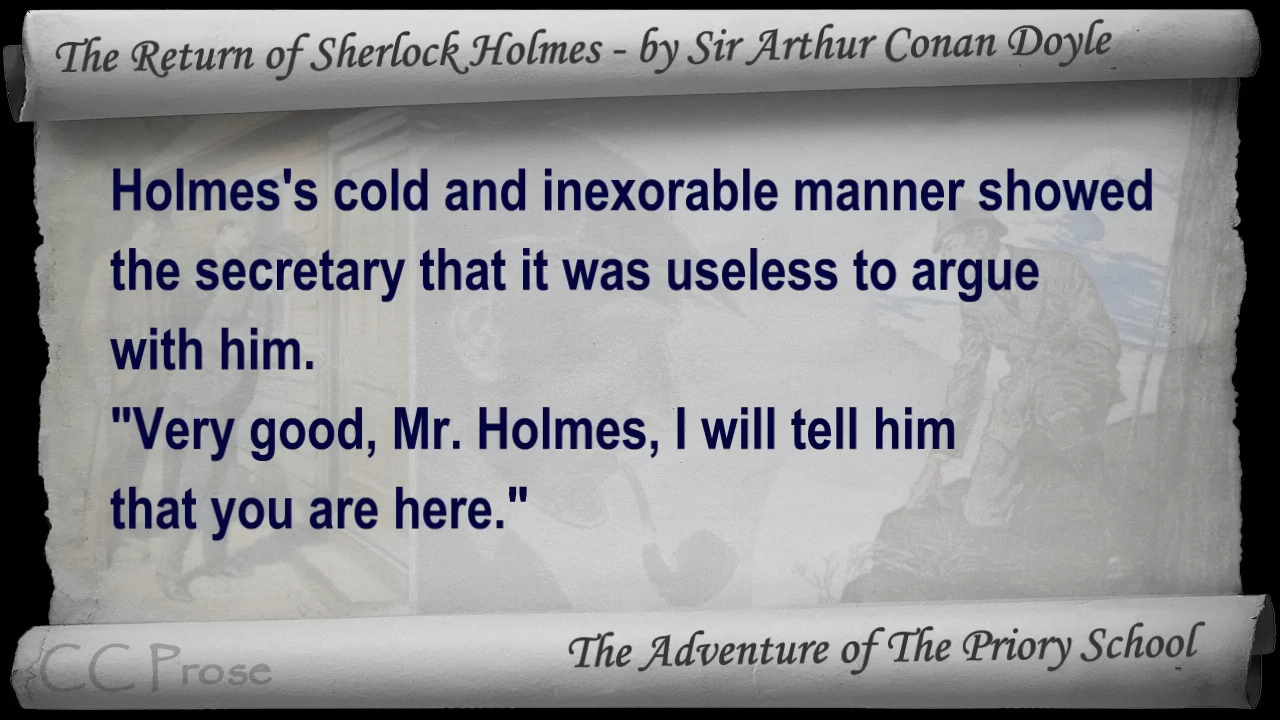 The Return of Sherlock Holmes - by Sir Arthur Conan Doyle
Holmes's cold and inexorable manner showed
the secretary that it was useless to argue
with him.
"Very good, Mr. Holmes, I will tell him
that you are here."
CC Prose
The Adventure of The Priory School